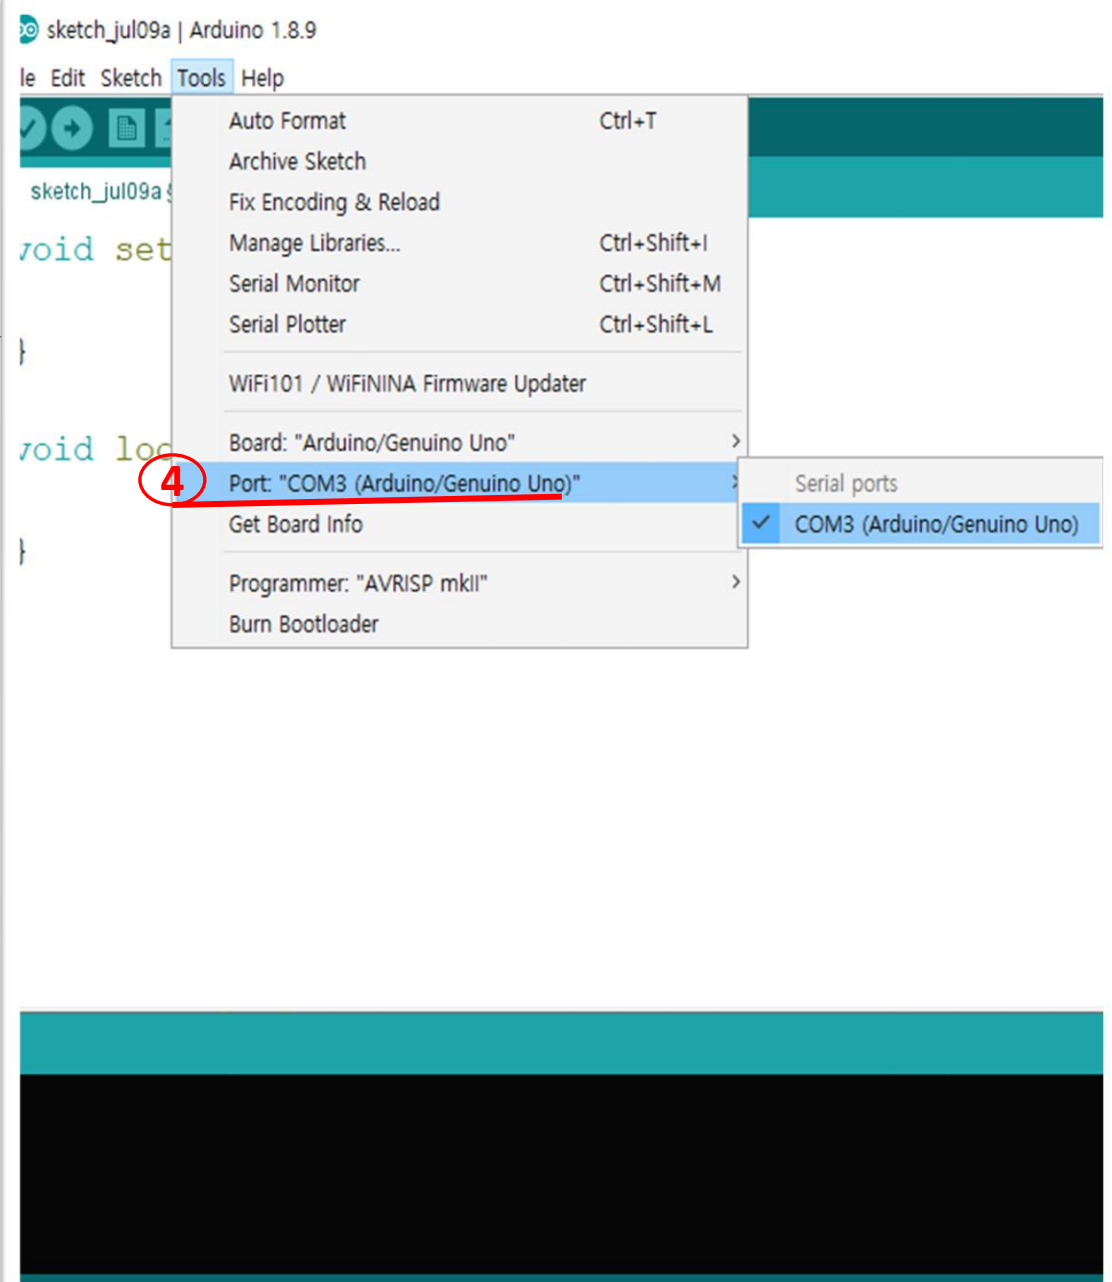 sketch_jul09a | Arduino 1.8.9
le Edit Sketch Tools Help
Auto Format Ctrl+T
Archive Sketch
sketch_jul09a
Fix Encoding & Reload
void set
Manage Libraries... Ctrl+Shift+I
Serial Monitor Ctrl+Shift+M
Serial Plotter Ctrl+Shift+L
}
WiFi101 / WiFiNINA Firmware Updater
void loo
Board: "Arduino/Genuino Uno"
4 Port: "COM3 (Arduino/Genuino Uno)"
Serial ports
Get Board Info
COM3 (Arduino/Genuino Uno)
}
Programmer: "AVRISP mkII"
Burn Bootloader